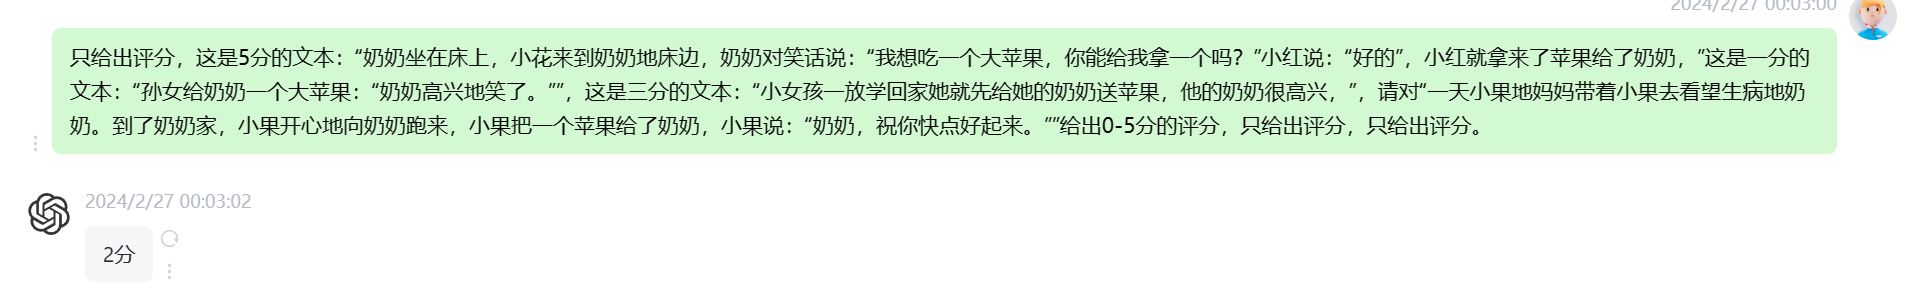 2024/2/27 00:03:00
只给出评分，这是5分的文本：“奶奶坐在床上，小花来到奶奶地床边，奶奶对笑话说：“我想吃一个大苹果，你能给我拿一个吗？”小红说：“好的”，小红就拿来了苹果给了奶奶，”这是一分的
文本：“孙女给奶奶一个大苹果：“奶奶高兴地笑了。””，这是三分的文本：“小女孩一放学回家她就先给她的奶奶送苹果，他的奶奶很高兴，”，请对“一天小果地妈妈带着小果去看望生病地奶
奶。到了奶奶家，小果开心地向奶奶跑来，小果把一个苹果给了奶奶，小果说：“奶奶，祝你快点好起来。””给出0-5分的评分，只给出评分，只给出评分。
2024/2/27 00:03:02
2分